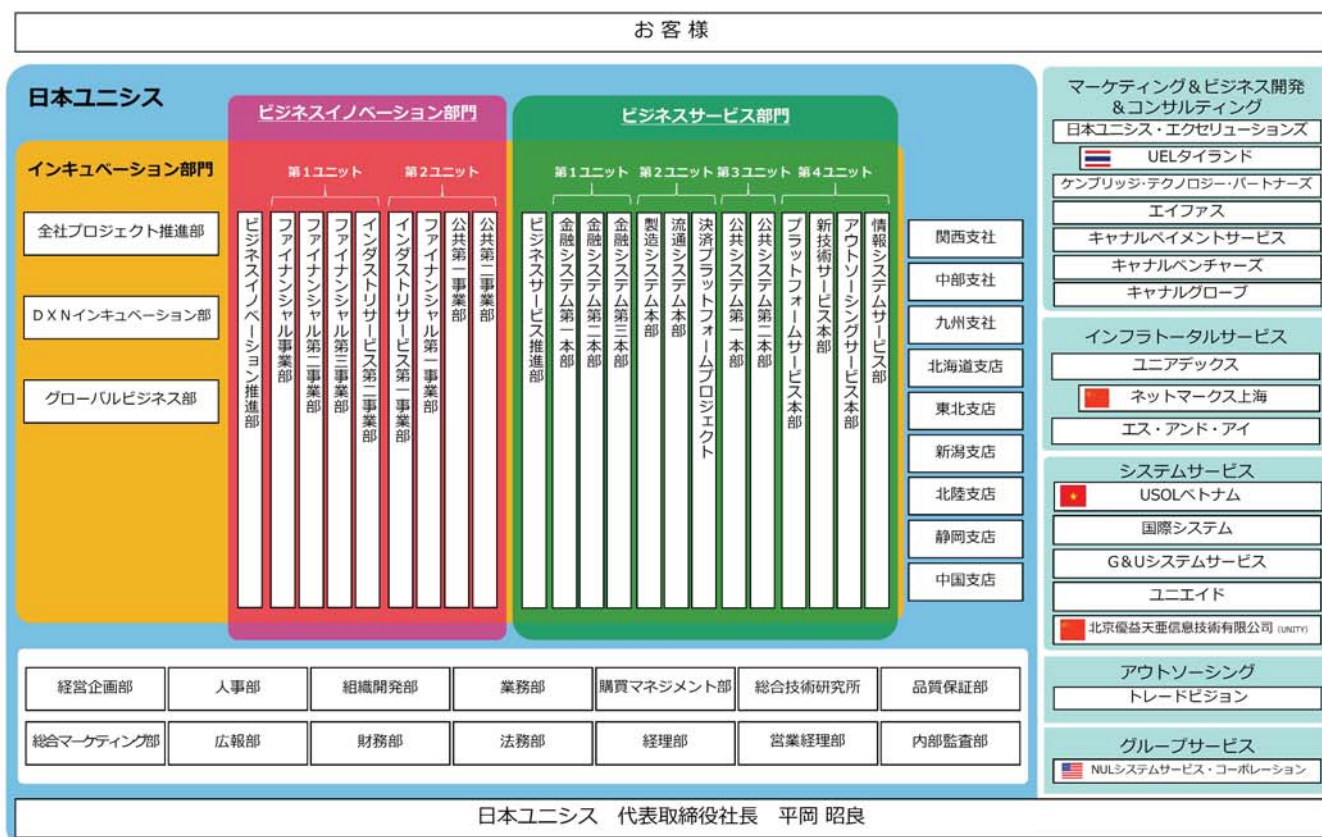 お客様
日本ユニシス
ビジネスイノベーション部門
ビジネスサービス部門
インキュベーション部門
全社プロジェクト推進部
DXNインキュベーション部
グローバルビジネス部
第1ユニット
第2ユニット
ビジネスイノベーション推進部
ファイナンシャル事業部
ファイナンシャル第二事業部
ファイナンシャル第三事業部
インダストリサービス第二事業部
インダストリサービス第一事業部
ファイナンシャル第一事業部
公共第一事業部
公共第二事業部
第1ユニット
第2ユニット
第3ユニット
第4ユニット
ビジネスサービス推進部
金融システム第一本部
金融システム第二本部
金融システム第三本部
製造システム本部
流通システム本部
決済プラットフォームプロジェクト
公共システム第一本部
公共システム第二本部
プラットフォームサービス本部
新技術サービス本部
アウトソーシングサービス本部
情報システムサービス部
関西支社
中部支社
九州支社
北海道支店
東北支店
新潟支店
北陸支店
静岡支店
中国支店
経営企画部
人事部
組織開発部
業務部
購買マネジメント部
総合技術研究所
品質保証部
総合マーケティング部
広報部
財務部
法務部
経理部
営業経理部
内部監査部
マーケティング&ビジネス開発
&コンサルティング
日本ユニシス・エクセリューションズ
UELタイランド
ケンブリッジ・テクノロジー・パートナーズ
エイファス
キャナルペイメントサービス
キャナルベンチャーズ
キャナルグローブ
インフラトータルサービス
ユニアデックス
ネットマークス上海
エス・アンド・アイ
システムサービス
USOLベトナム
国際システム
G&Uシステムサービス
ユニエイド
北京優益天亜信息技術有限公司 (UNITY)
アウトソーシング
トレードビジョン
グループサービス
NULシステムサービス・コーポレーション
日本ユニシス 代表取締役社長 平岡 昭良